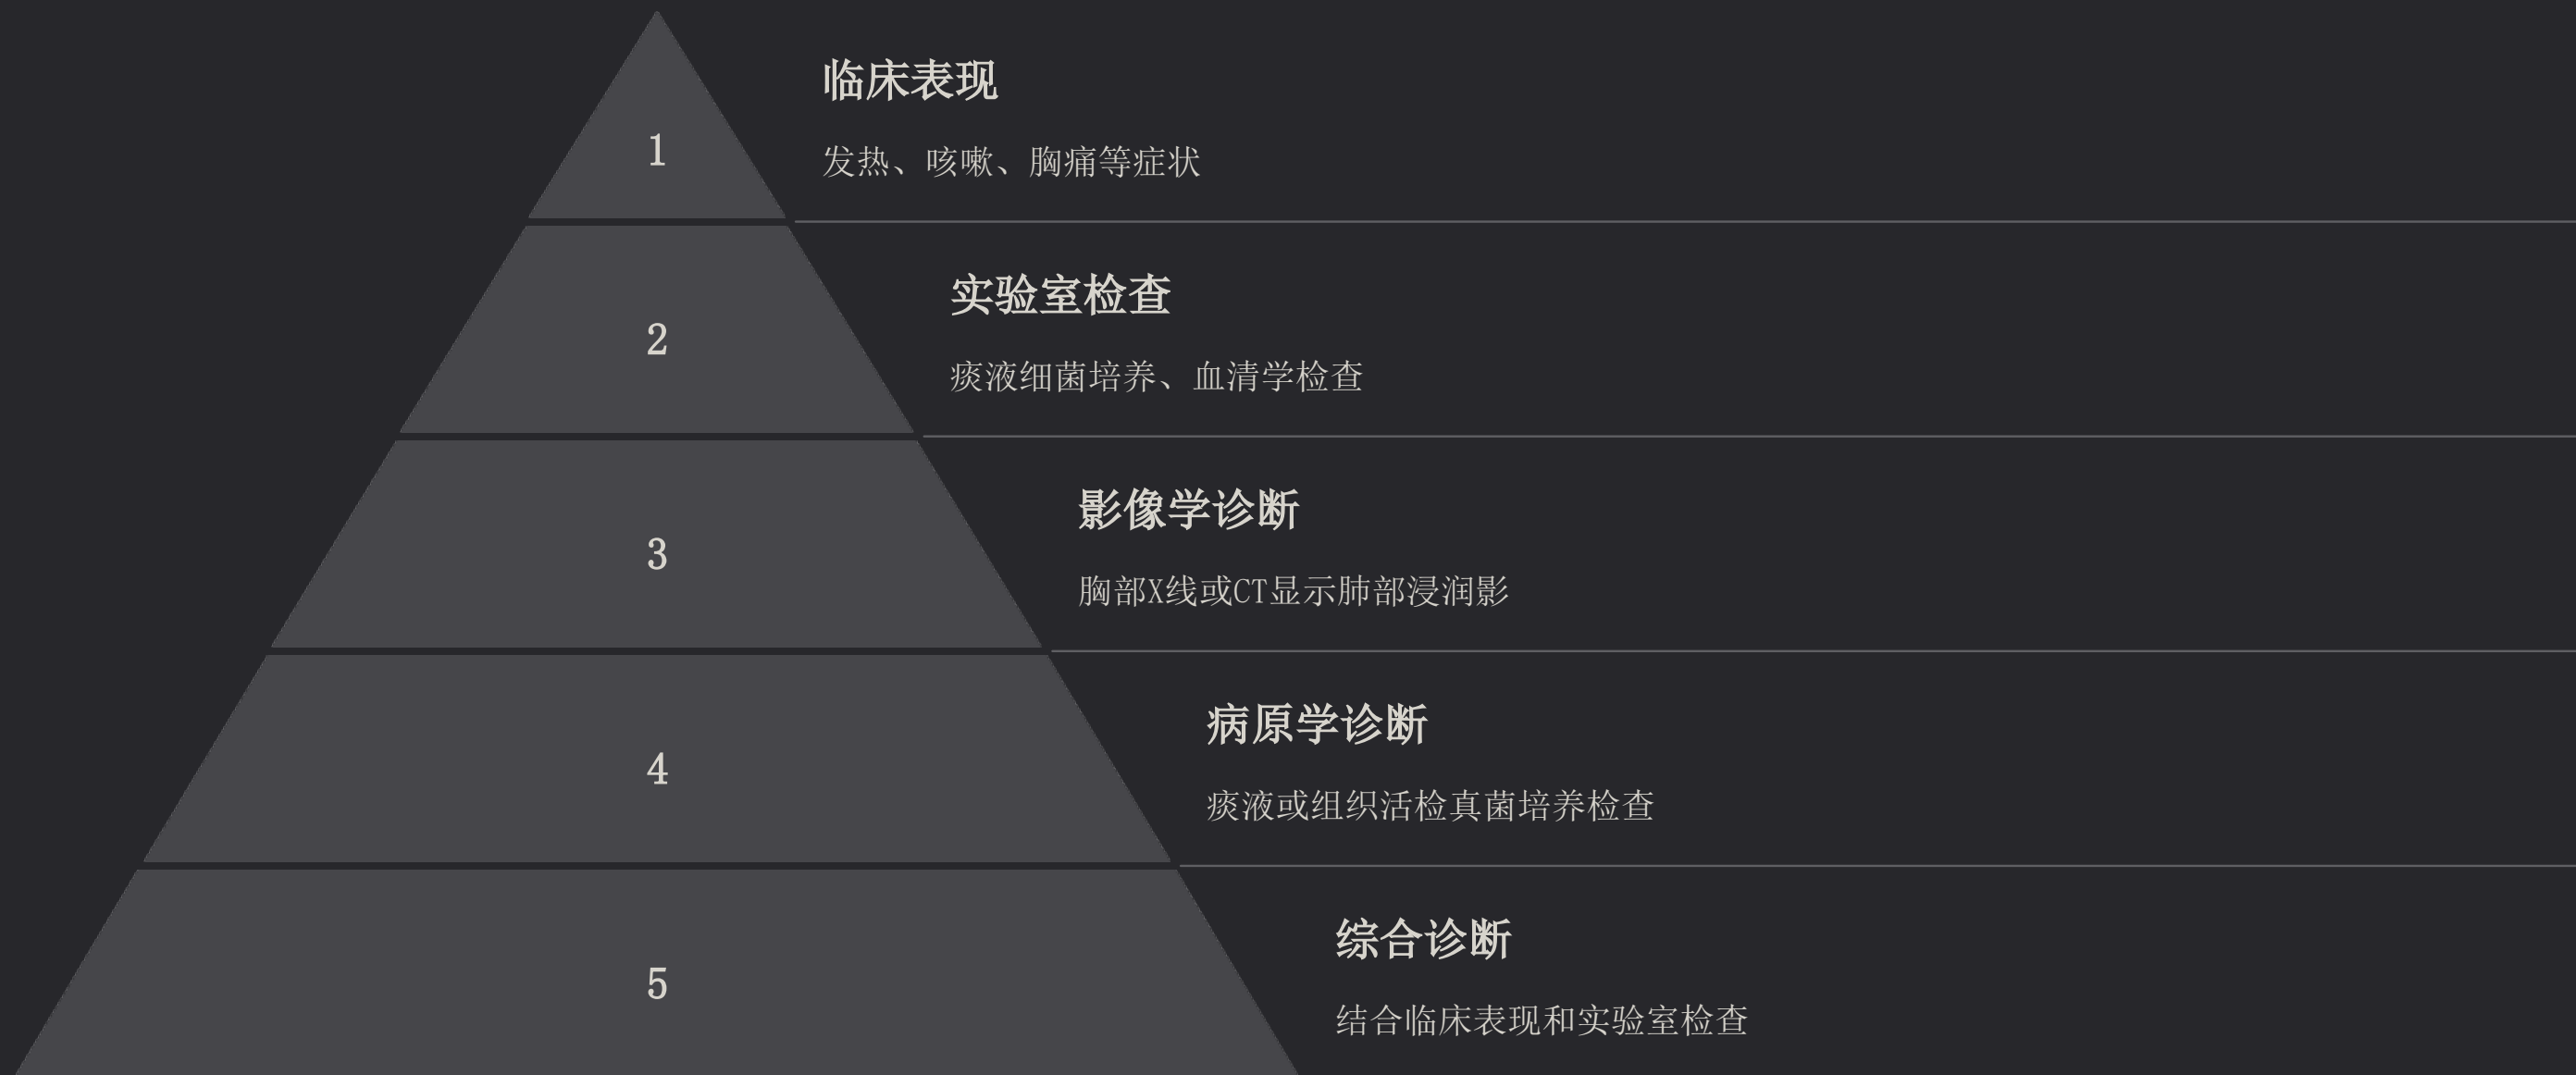 1
临床表现
发热、咳嗽、胸痛等症状
2
实验室检查
痰液细菌培养、血清学检查
3
影像学诊断
胸部X线或CT显示肺部浸润影
4
病原学诊断
痰液或组织活检真菌培养检查
5
综合诊断
结合临床表现和实验室检查